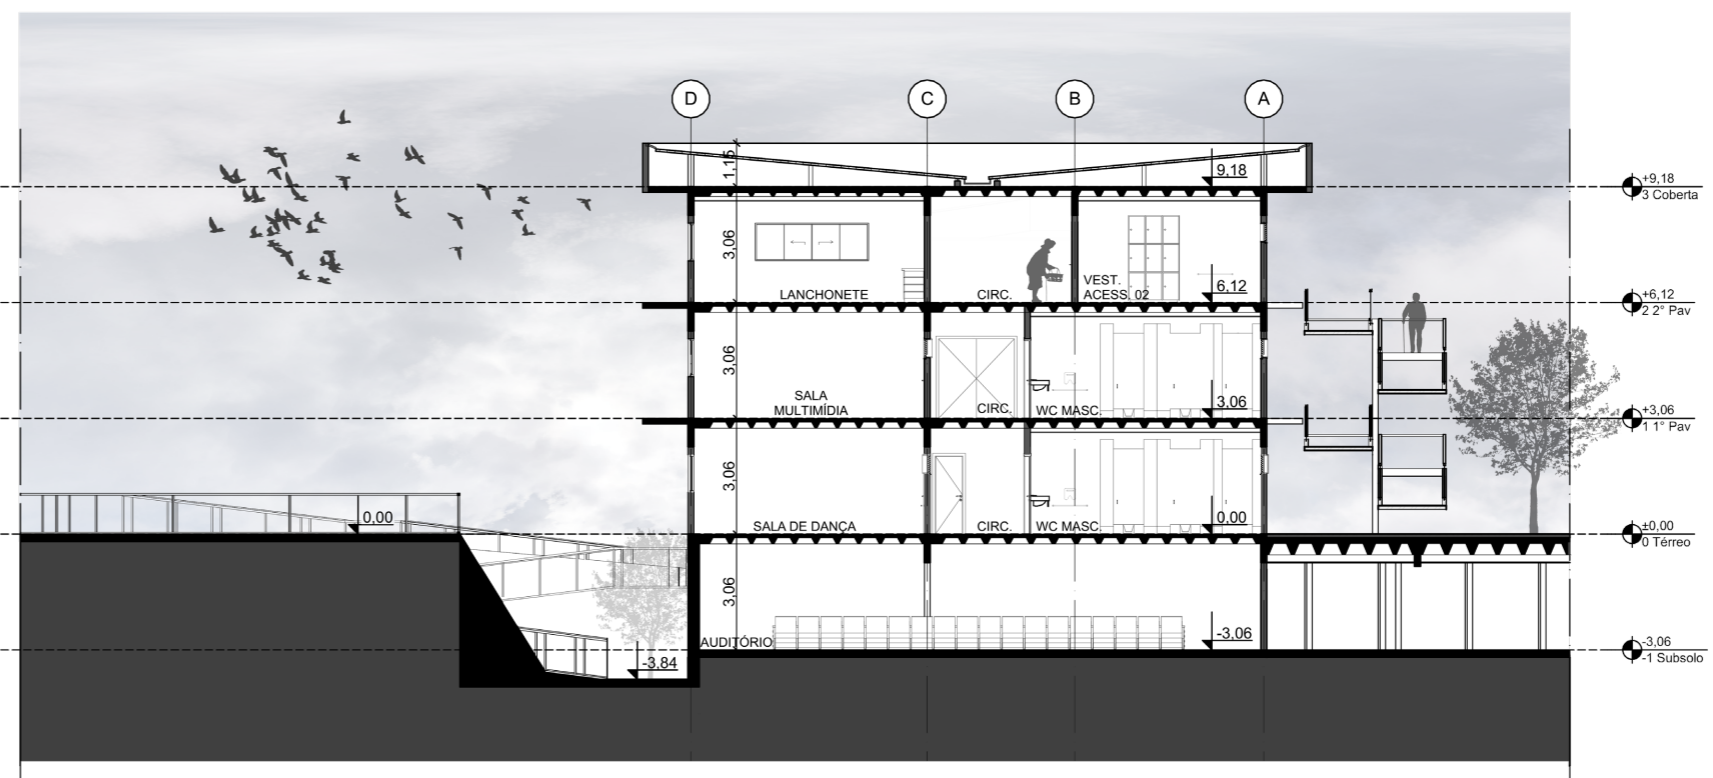 D
C
B
A
1,15
9,18
+9,18
3 Coberta
3,06
LANCHONETE
CIRC.
VEST.
ACESS. 02
6,12
+6,12
2 2° Pav
3,06
SALA
MULTIMÍDIA
CIRC.
WC MASC.
3,06
+3,06
1 1° Pav
3,06
0,00
SALA DE DANÇA
CIRC.
WC MASC.
0,00
±0,00
0 Térreo
3,06
AUDITÓRIO
-3,06
-3,84
-3,06
-1 Subsolo